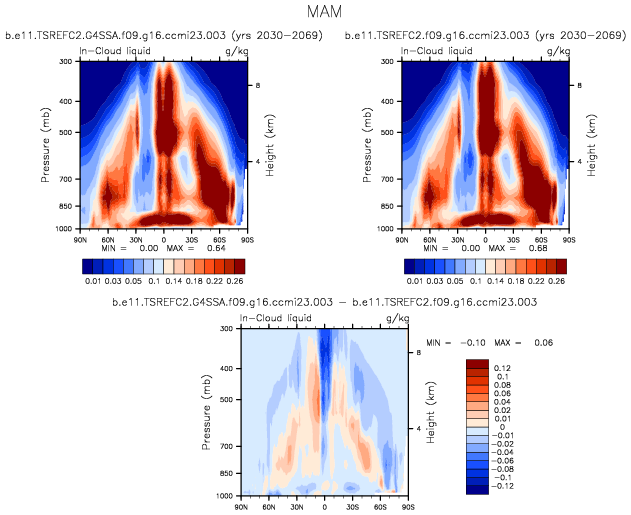 MAM
b.e11.TSREFC2.G4SSA.f09.g16.ccmi23.003 (yrs 2030-2069)
b.e11.TSREFC2.f09.g16.ccmi23.003 (yrs 2030-2069)
In-Cloud liquid g/kg
In-Cloud liquid g/kg
Pressure (mb)
300
400
500
700
850
1000
8
4
Height (km)
90N 60N 30N 0 30S 60S 90S
MIN = 0.00 MAX = 0.64
0.01 0.03 0.05 0.1 0.14 0.18 0.22 0.26
Pressure (mb)
300
400
500
700
850
1000
8
4
Height (km)
90N 60N 30N 0 30S 60S 90S
MIN = 0.00 MAX = 0.68
0.01 0.03 0.05 0.1 0.14 0.18 0.22 0.26
b.e11.TSREFC2.G4SSA.f09.g16.ccmi23.003 - b.e11.TSREFC2.f09.g16.ccmi23.003
In-Cloud liquid g/kg
Pressure (mb)
300
400
500
700
850
1000
8
4
Height (km)
90N 60N 30N 0 30S 60S 90S
MIN = -0.10 MAX = 0.06
0.12
0.1
0.08
0.06
0.04
0.02
0.01
0
-0.01
-0.02
-0.04
-0.06
-0.08
-0.1
-0.12